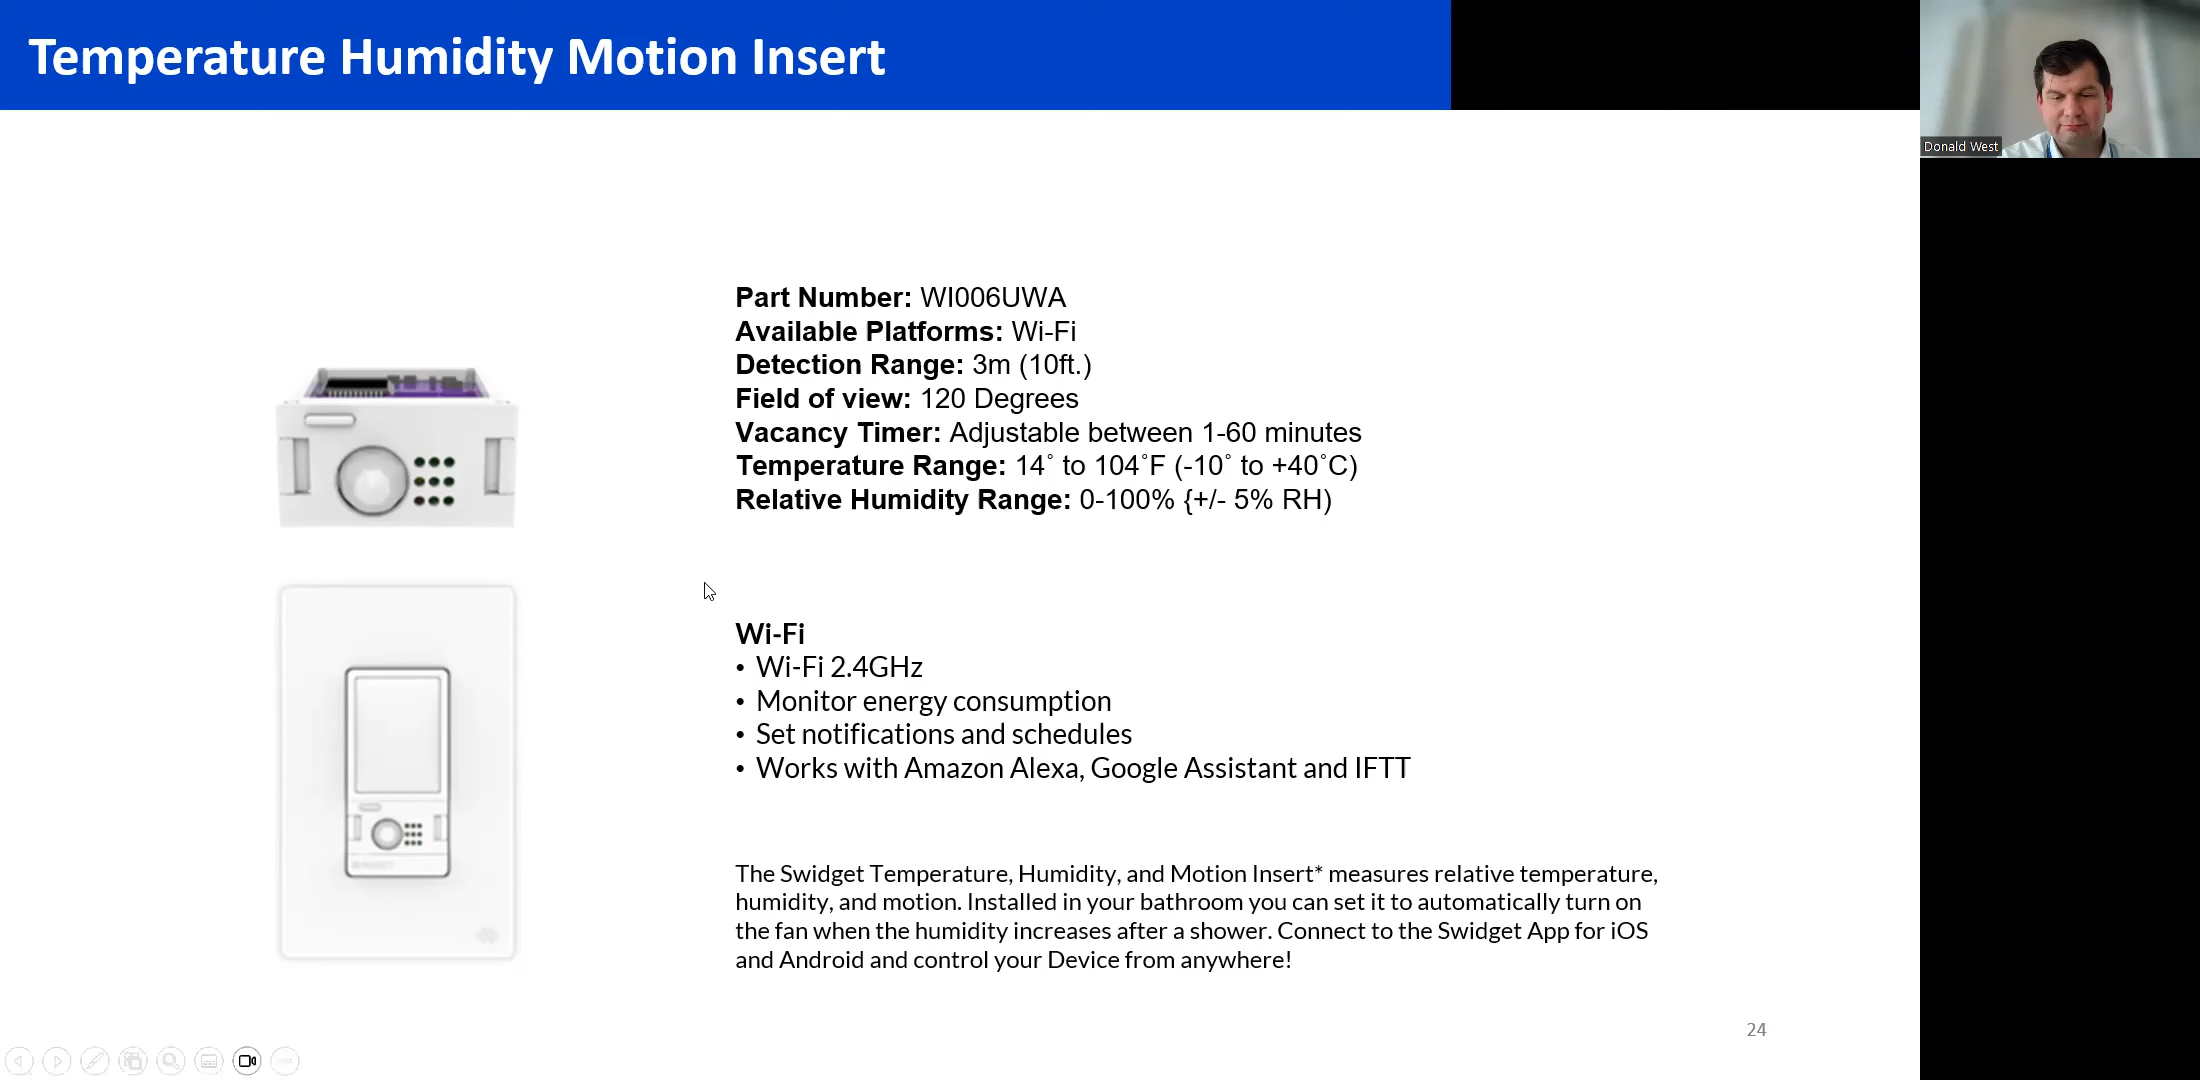 Temperature Humidity Motion Insert
Donald West
Part Number: WI006UWA
Available Platforms: Wi-Fi
Detection Range: 3m (10ft.)
Field of view: 120 Degrees
Vacancy Timer: Adjustable between 1-60 minutes
Temperature Range: 14˚ to 104˚F (-10˚ to +40˚C)
Relative Humidity Range: 0-100% {+/- 5% RH)
Wi-Fi
• Wi-Fi 2.4GHz
• Monitor energy consumption
• Set notifications and schedules
• Works with Amazon Alexa, Google Assistant and IFTT
The Swidget Temperature, Humidity, and Motion Insert* measures relative temperature,
humidity, and motion. Installed in your bathroom you can set it to automatically turn on
the fan when the humidity increases after a shower. Connect to the Swidget App for iOS
and Android and control your Device from anywhere!
24